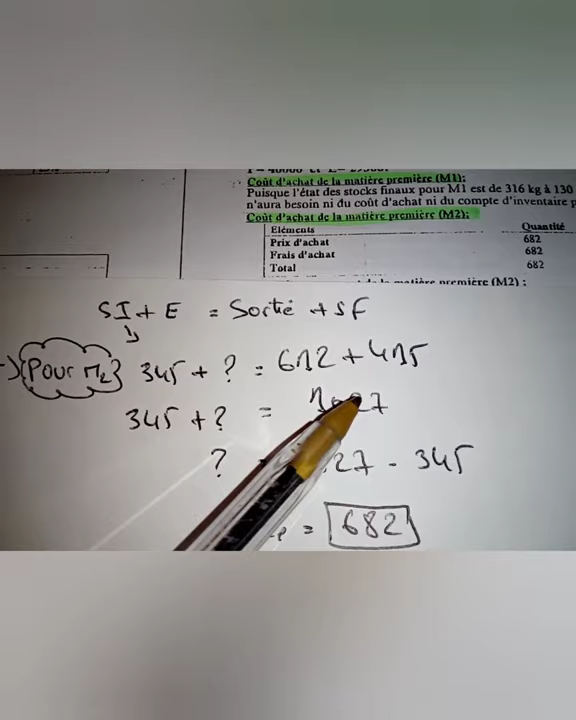 Coût d'achat de la matière première (M1):
Puisque l'état des stocks finaux pour M1 est de 316 kg à 130
n'aura besoin ni du coût d'achat ni du compte d'inventaire p
Coût d'achat de la matière première (M2):
Eléments Quantité
Prix d'achat 682
Frais d'achat 682
Total 682
matière première (M2) :
SI + E = Sortie + SF
Pour M2 345 + ? = 612 + 415
345 + ? =
? 27 - 345
= 682